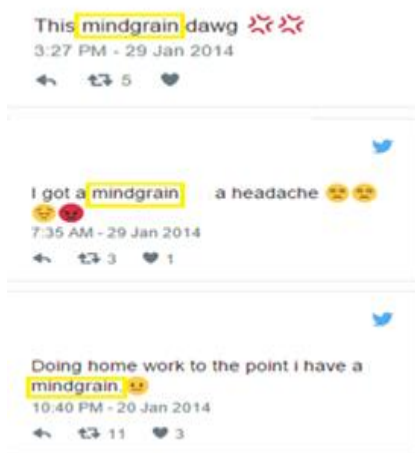 This mindgrain dawg 💢💢
3:27 PM - 29 Jan 2014
5
I got a mindgrain a headache
7:35 AM - 29 Jan 2014
3 1
Doing home work to the point i have a
mindgrain.
10:40 PM - 20 Jan 2014
11 3